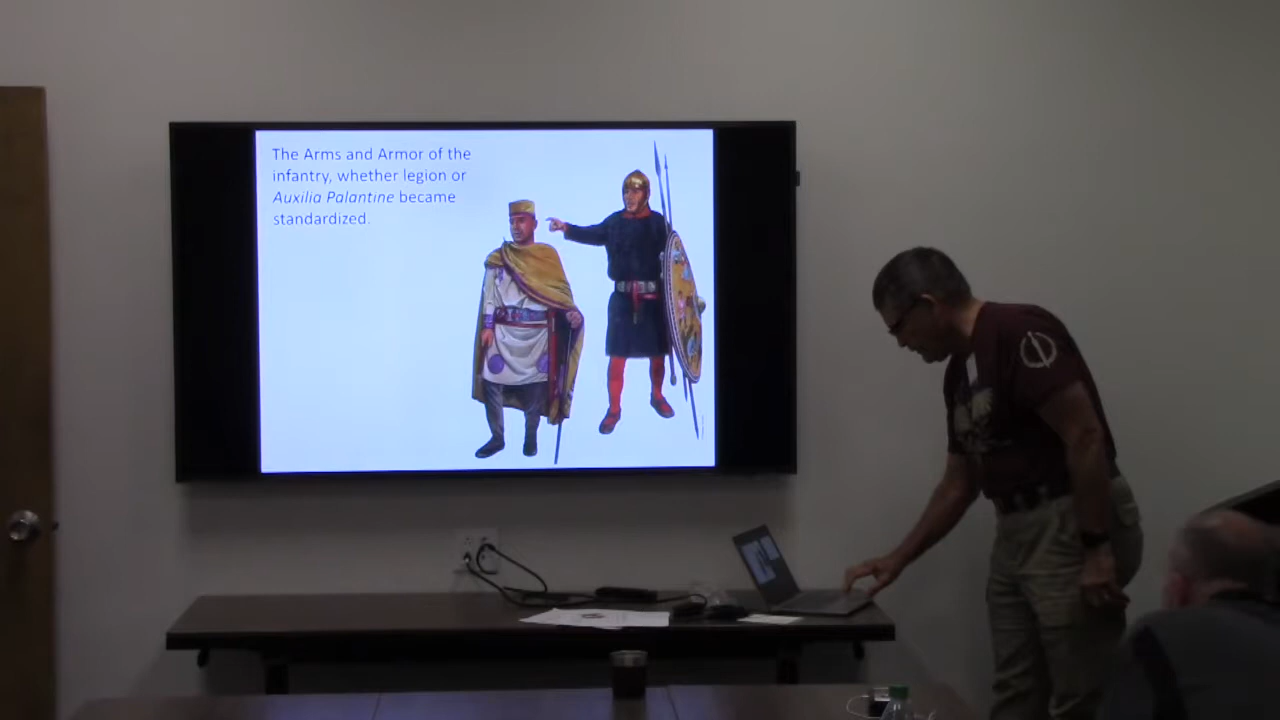 The Arms and Armor of the
infantry, whether legion or
Auxilia Palantine became
standardized.